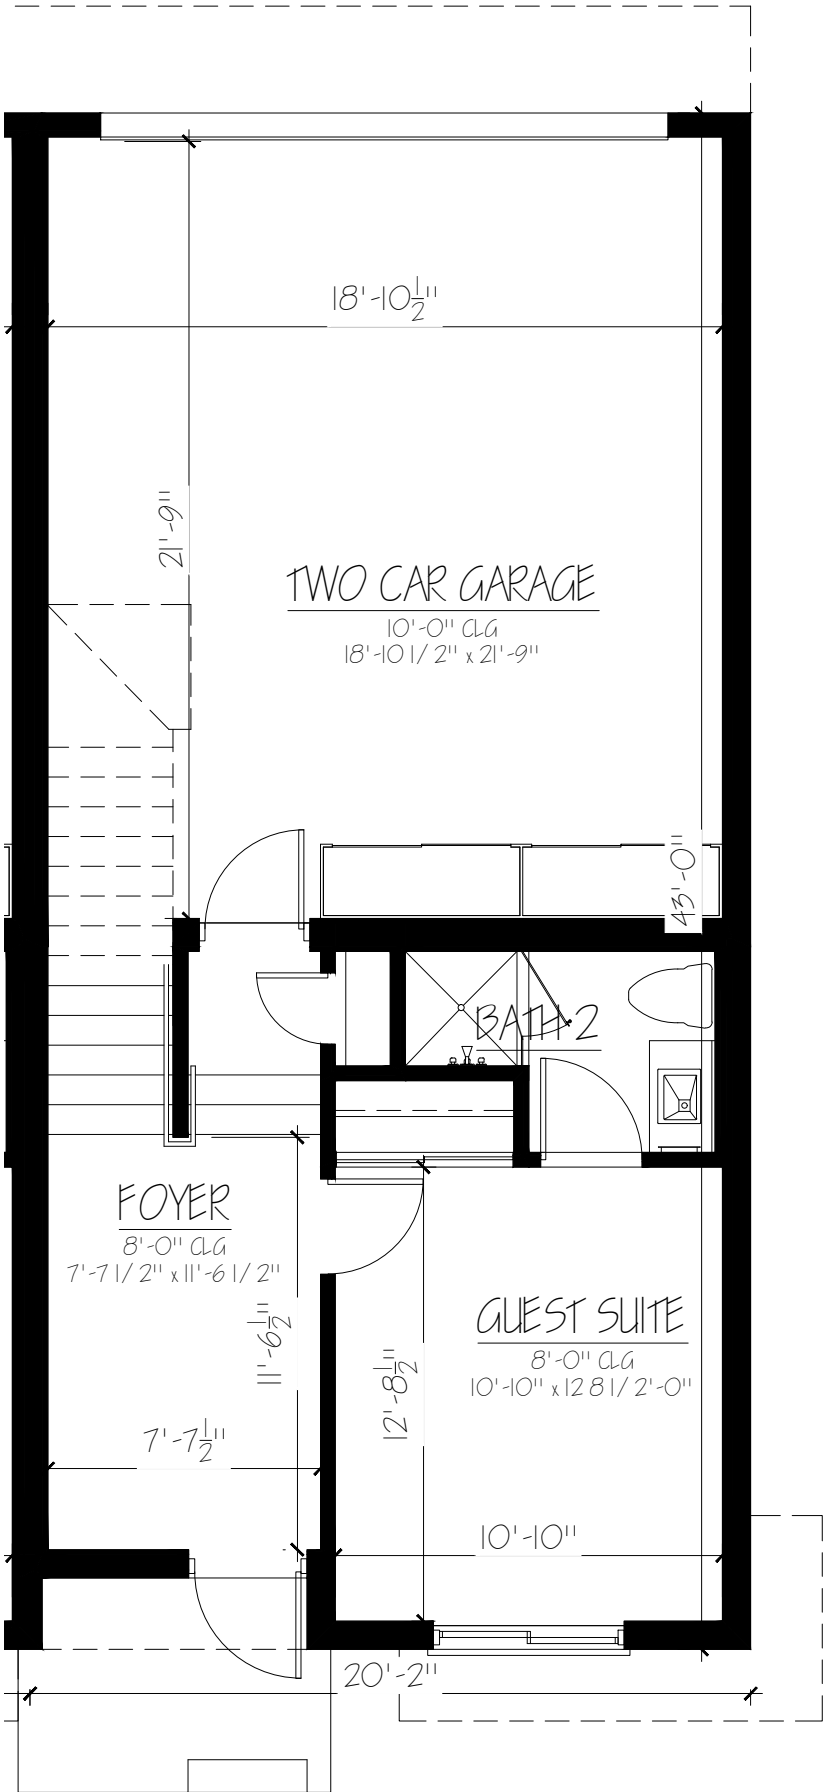 18'-10 1/2"
21'-9"
TWO CAR GARAGE
10'-0" CLG
18'-10 1/2" x 21'-9"
43'-0"
BATH 2
FOYER
8'-0" CLG
7'-7 1/2" x 11'-6 1/2"
11'-6 1/2"
GUEST SUITE
8'-0" CLG
10'-10" x 12 8 1/2'-0"
12'-8 1/2"
7'-7 1/2"
10'-10"
20'-2"